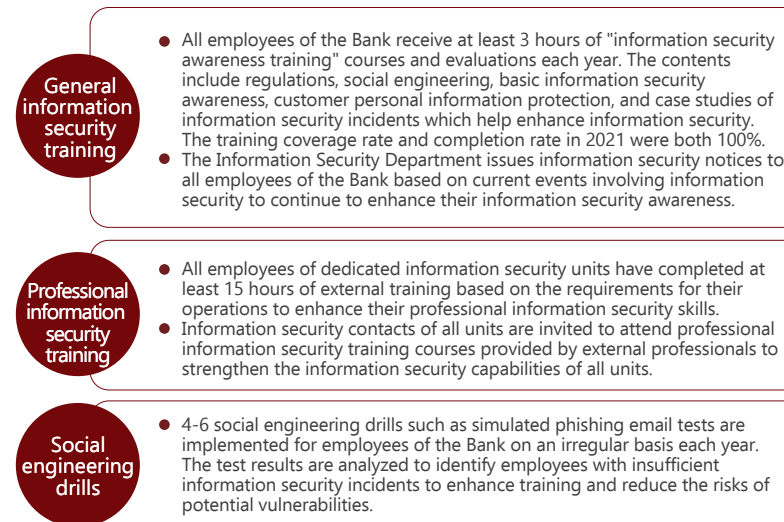 General
information
security
training
● All employees of the Bank receive at least 3 hours of "information security
awareness training" courses and evaluations each year. The contents
include regulations, social engineering, basic information security
awareness, customer personal information protection, and case studies of
information security incidents which help enhance information security.
The training coverage rate and completion rate in 2021 were both 100%.
● The Information Security Department issues information security notices to
all employees of the Bank based on current events involving information
security to continue to enhance their information security awareness.
Professional
information
security
training
● All employees of dedicated information security units have completed at
least 15 hours of external training based on the requirements for their
operations to enhance their professional information security skills.
● Information security contacts of all units are invited to attend professional
information security training courses provided by external professionals to
strengthen the information security capabilities of all units.
Social
engineering
drills
● 4-6 social engineering drills such as simulated phishing email tests are
implemented for employees of the Bank on an irregular basis each year.
The test results are analyzed to identify employees with insufficient
information security incidents to enhance training and reduce the risks of
potential vulnerabilities.